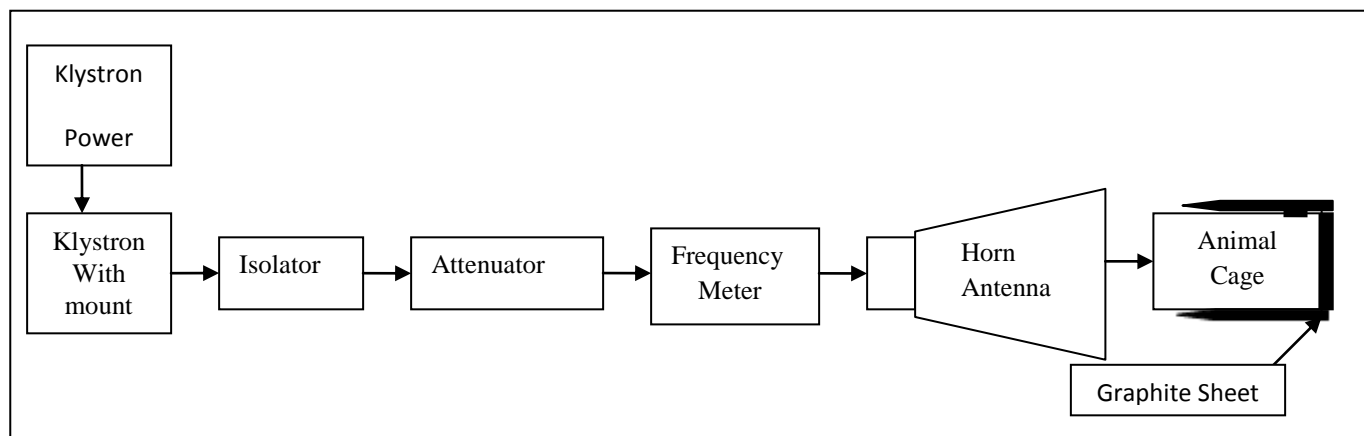 Klystron
Power
Klystron
With
mount
Isolator
Attenuator
Frequency
Meter
Horn
Antenna
Animal
Cage
Graphite Sheet